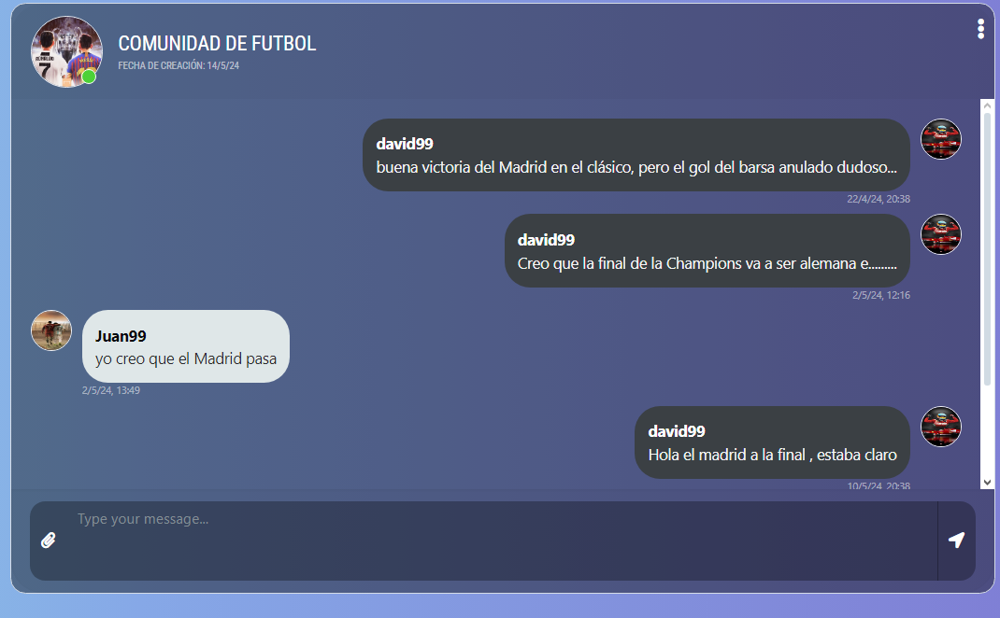 COMUNIDAD DE FUTBOL
FECHA DE CREACIÓN: 14/5/24
david99
buena victoria del Madrid en el clásico, pero el gol del barsa anulado dudoso...
22/4/24, 20:38
david99
Creo que la final de la Champions va a ser alemana e.........
2/5/24, 12:16
Juan99
yo creo que el Madrid pasa
2/5/24, 13:49
david99
Hola el madrid a la final , estaba claro
10/5/24, 20:38
Type your message...
RONALDO
7
MESSI